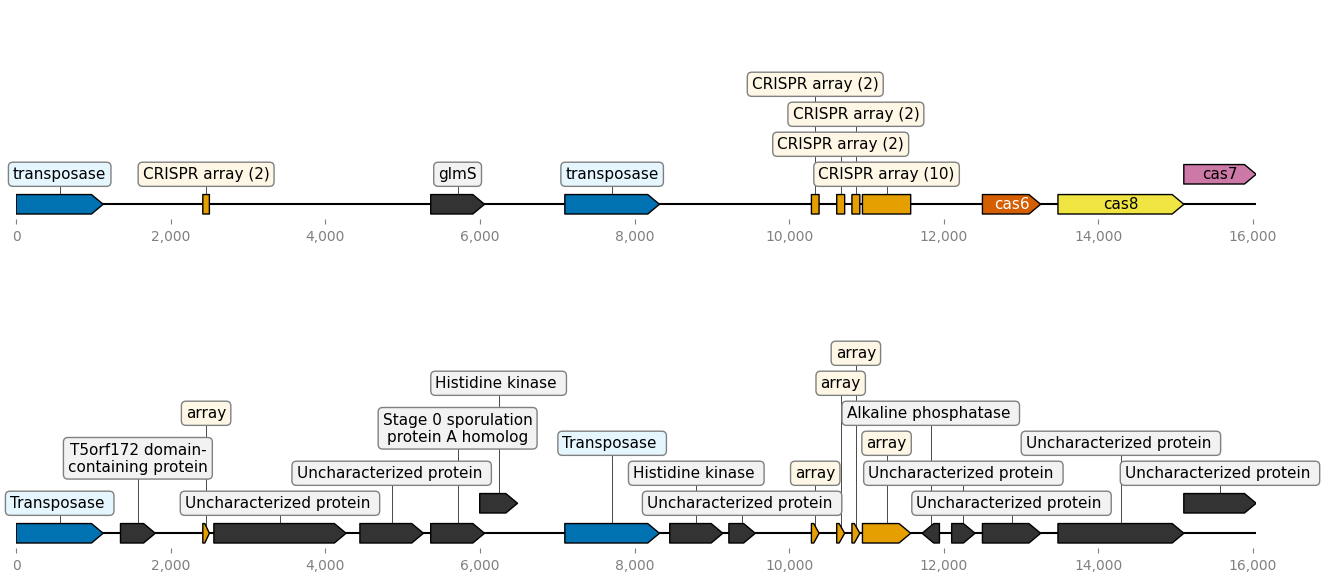 CRISPR array (2)
CRISPR array (2)
CRISPR array (2)
transposase
CRISPR array (2)
glmS
transposase
CRISPR array (10)
cas7
cas6
cas8
0
2,000
4,000
6,000
8,000
10,000
12,000
14,000
16,000
array
Histidine kinase
array
array
Stage 0 sporulation
protein A homolog
Alkaline phosphatase
T5orf172 domain-
containing protein
Transposase
array
Uncharacterized protein
Uncharacterized protein
Histidine kinase
array
Uncharacterized protein
Uncharacterized protein
Transposase
Uncharacterized protein
Uncharacterized protein
Uncharacterized protein
0
2,000
4,000
6,000
8,000
10,000
12,000
14,000
16,000